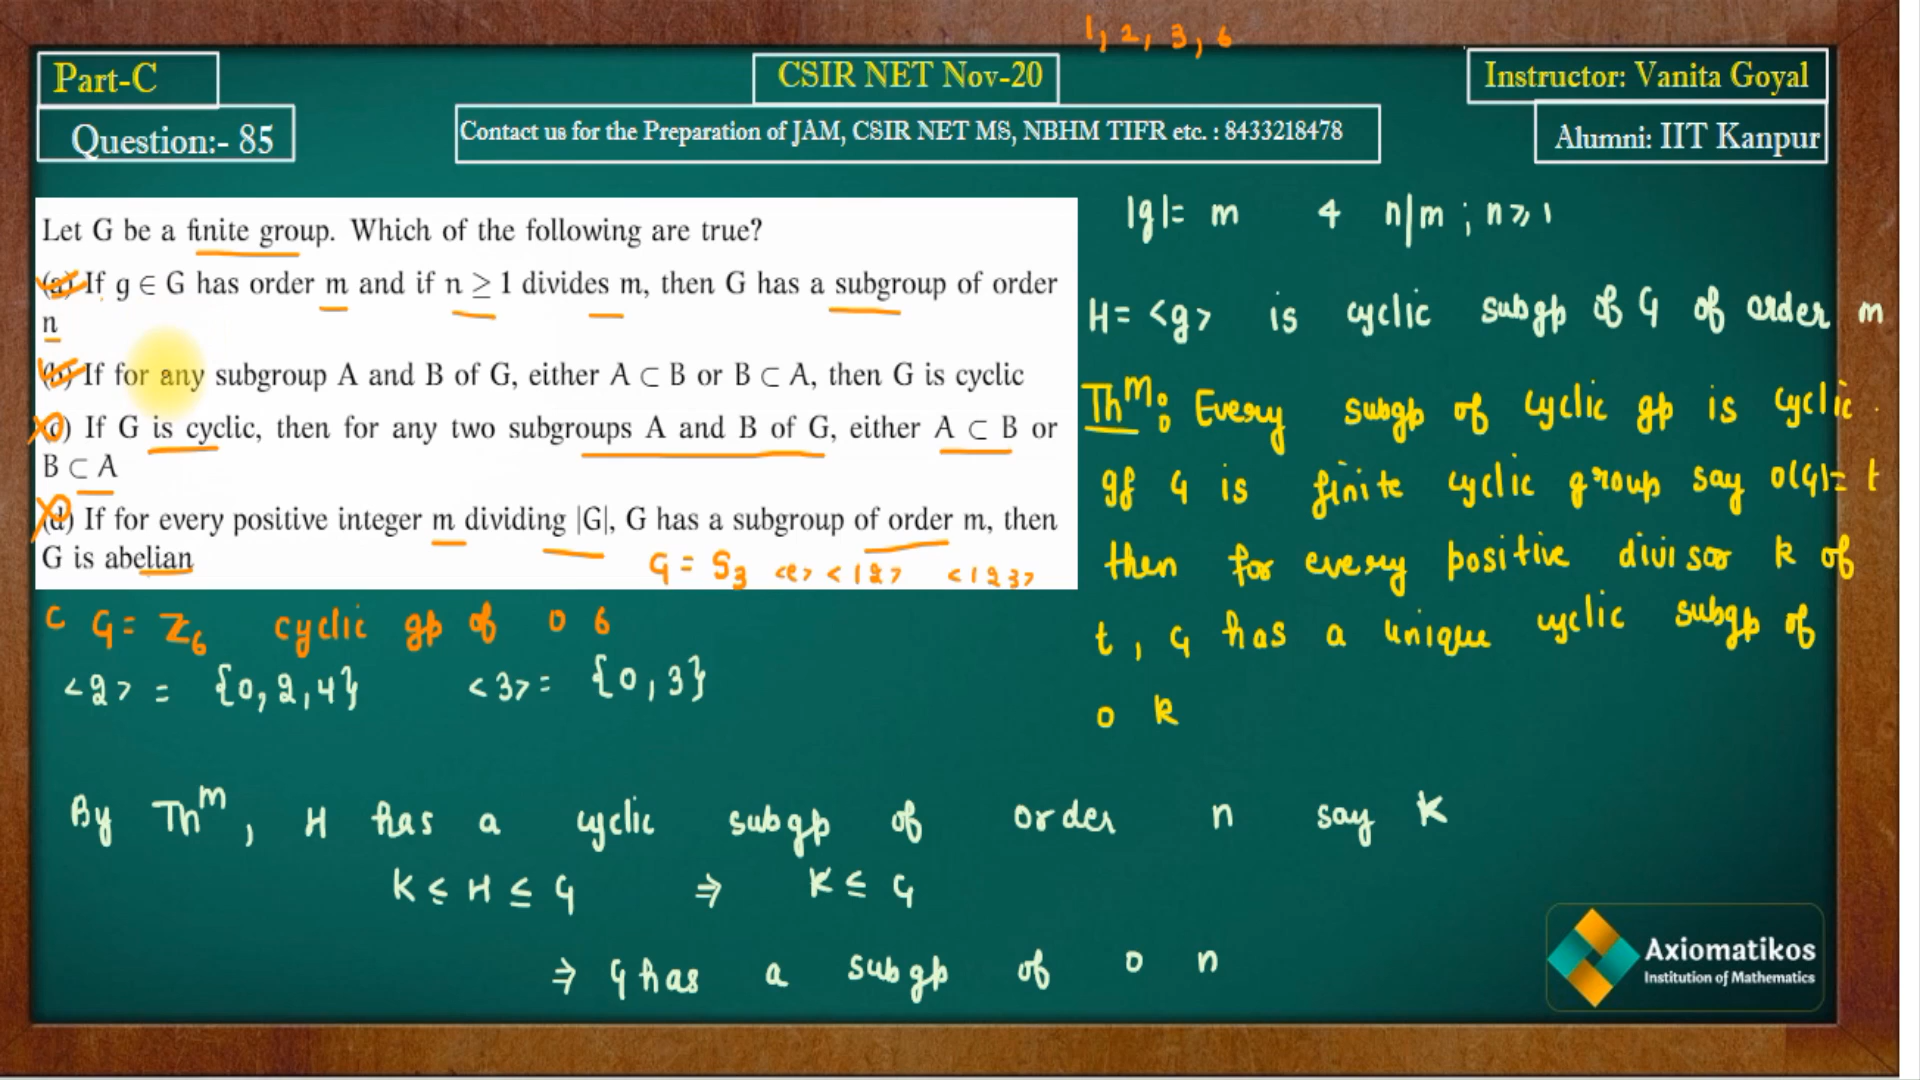 1, 2, 3, 6
Part-C
CSIR NET Nov-20
Instructor: Vanita Goyal
Question:- 85
Contact us for the Preparation of JAM, CSIR NET MS, NBHM TIFR etc. : 8433218478
Alumni: IIT Kanpur
Let G be a finite group. Which of the following are true?
(a) If g ∈ G has order m and if n ≥ 1 divides m, then G has a subgroup of order
n
(b) If for any subgroup A and B of G, either A ⊂ B or B ⊂ A, then G is cyclic
(c) If G is cyclic, then for any two subgroups A and B of G, either A ⊂ B or
B ⊂ A
(d) If for every positive integer m dividing |G|, G has a subgroup of order m, then
G is abelian
G = S3 <e> <12> <123>
|g|= m 4 n|m ; n≥1
H= <g> is cyclic subgp of G of order m
Thm: Every subgp of cyclic gp is cyclic.
If G is finite cyclic group say o(G)= t
then for every positive divisor k of
t, G has a unique cyclic subgp of
o k
C G= Z6 cyclic gp of o 6
<2> = {0,2,4} <3>= {0,3}
By Thm, H has a cyclic subgp of order n say K
K ≤ H ≤ G ⇒ K ≤ G
⇒ G has a subgp of o n
Axiomatikos
Institution of Mathematics